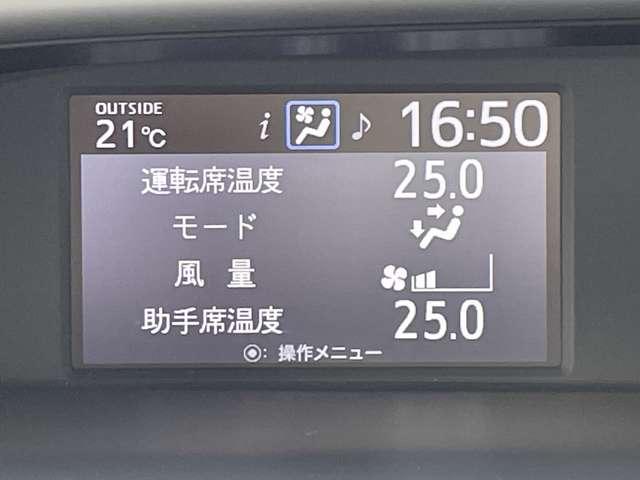 OUTSIDE
21℃ i ♪ 16:50
運転席温度 25.0
モード
風量
助手席温度 25.0
◉: 操作メニュー